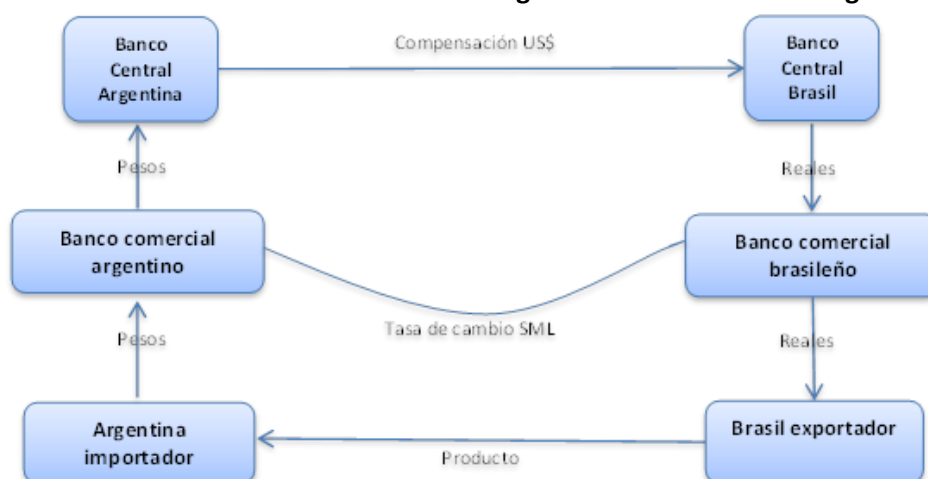 Banco
Central
Argentina
Compensación US$
Banco
Central
Brasil
Pesos
Reales
Banco comercial
argentino
Banco comercial
brasileño
Tasa de cambio SML
Pesos
Reales
Argentina
importador
Brasil exportador
Producto